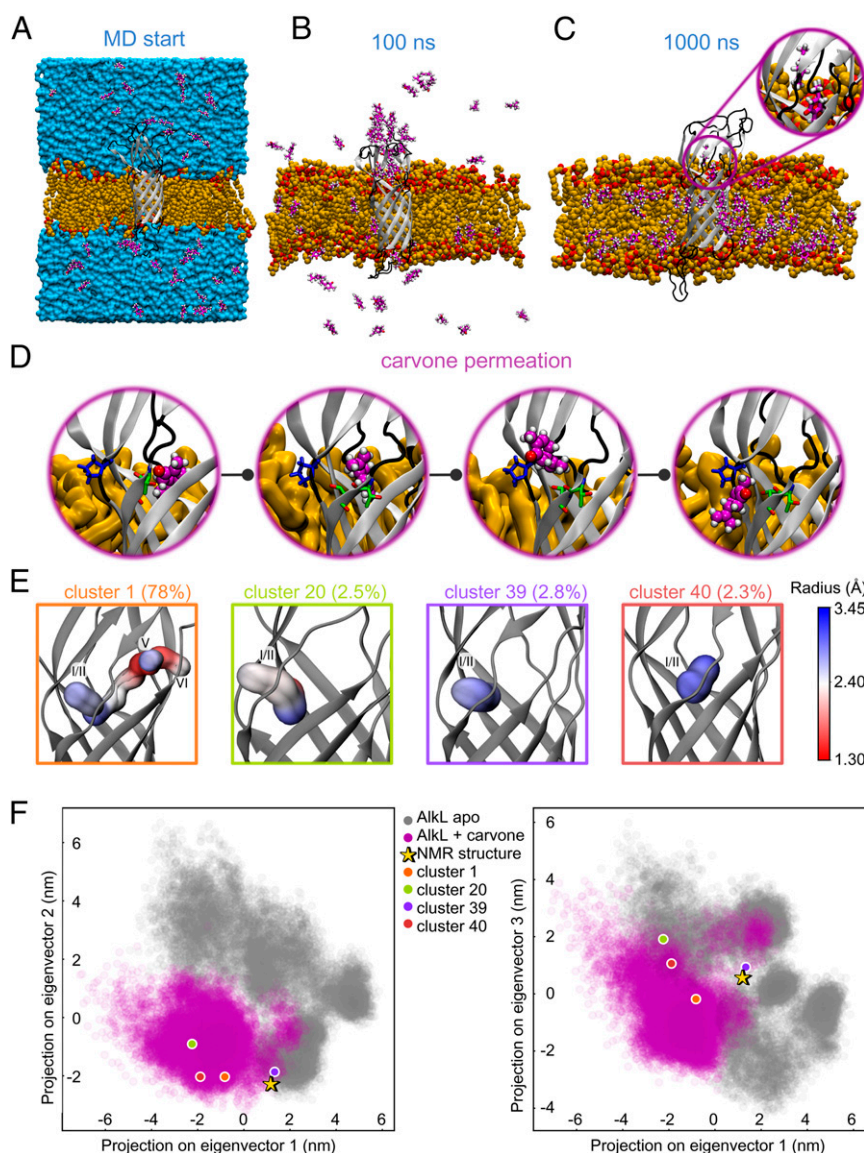 A
MD start
B
100 ns
C
1000 ns
D
carvone permeation
E
cluster 1 (78%)
cluster 20 (2.5%)
cluster 39 (2.8%)
cluster 40 (2.3%)
Radius (Å)
3.45
2.40
1.30
I/II
V
VI
I/II
I/II
I/II
F
AlkL apo
AlkL + carvone
NMR structure
cluster 1
cluster 20
cluster 39
cluster 40
Projection on eigenvector 2 (nm)
6
4
2
0
-2
-6
-4
-2
0
2
4
6
Projection on eigenvector 1 (nm)
Projection on eigenvector 3 (nm)
6
4
2
0
-2
-4
-6
-4
-2
0
2
4
6
Projection on eigenvector 1 (nm)